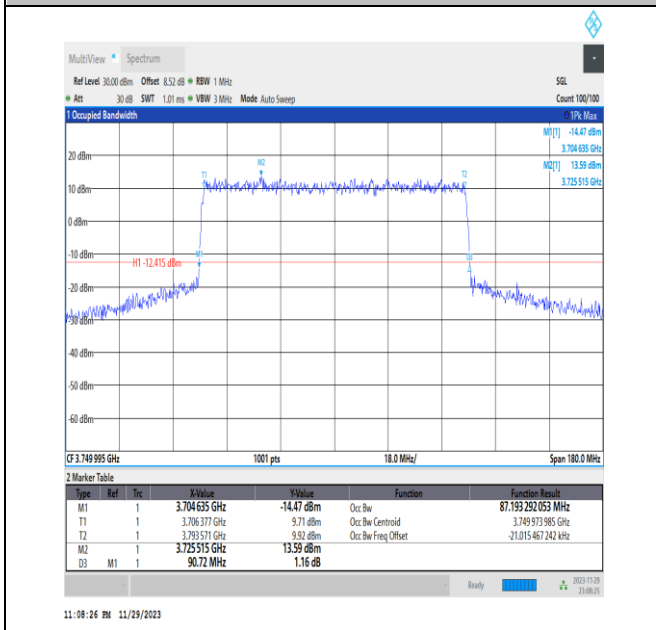 MultiView Spectrum
Ref Level 30.00 dBm Offset 8.52 dB RBW 1 MHz SGL
Att 30 dB SWT 1.01 ms VBW 3 MHz Mode Auto Sweep Count 100/100
1 Occupied Bandwidth 1Pk Max
M1[1] -14.47 dBm
3.704 635 GHz
M2[1] 13.59 dBm
3.725 515 GHz
20 dBm
M2
T1 T2
10 dBm
0 dBm
-10 dBm
M1
H1 -12.415 dBm
-20 dBm
-30 dBm
-40 dBm
-50 dBm
-60 dBm
CF 3.749 995 GHz 1001 pts 18.0 MHz/ Span 180.0 MHz
2 Marker Table
Type Ref Trc X-Value Y-Value Function Function Result
M1 1 3.704 635 GHz -14.47 dBm Occ Bw 87.193 292 053 MHz
T1 1 3.706 377 GHz 9.71 dBm Occ Bw Centroid 3.749 973 985 GHz
T2 1 3.793 571 GHz 9.92 dBm Occ Bw Freq Offset -21.015 467 242 kHz
M2 1 3.725 515 GHz 13.59 dBm
D3 M1 1 90.72 MHz 1.16 dB
Ready 2023-11-29
23:08:25
11:08:26 PM 11/29/2023